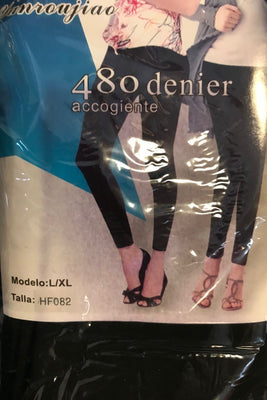 480 denier
accogiente
Modelo:L/XL
Talla: HF082